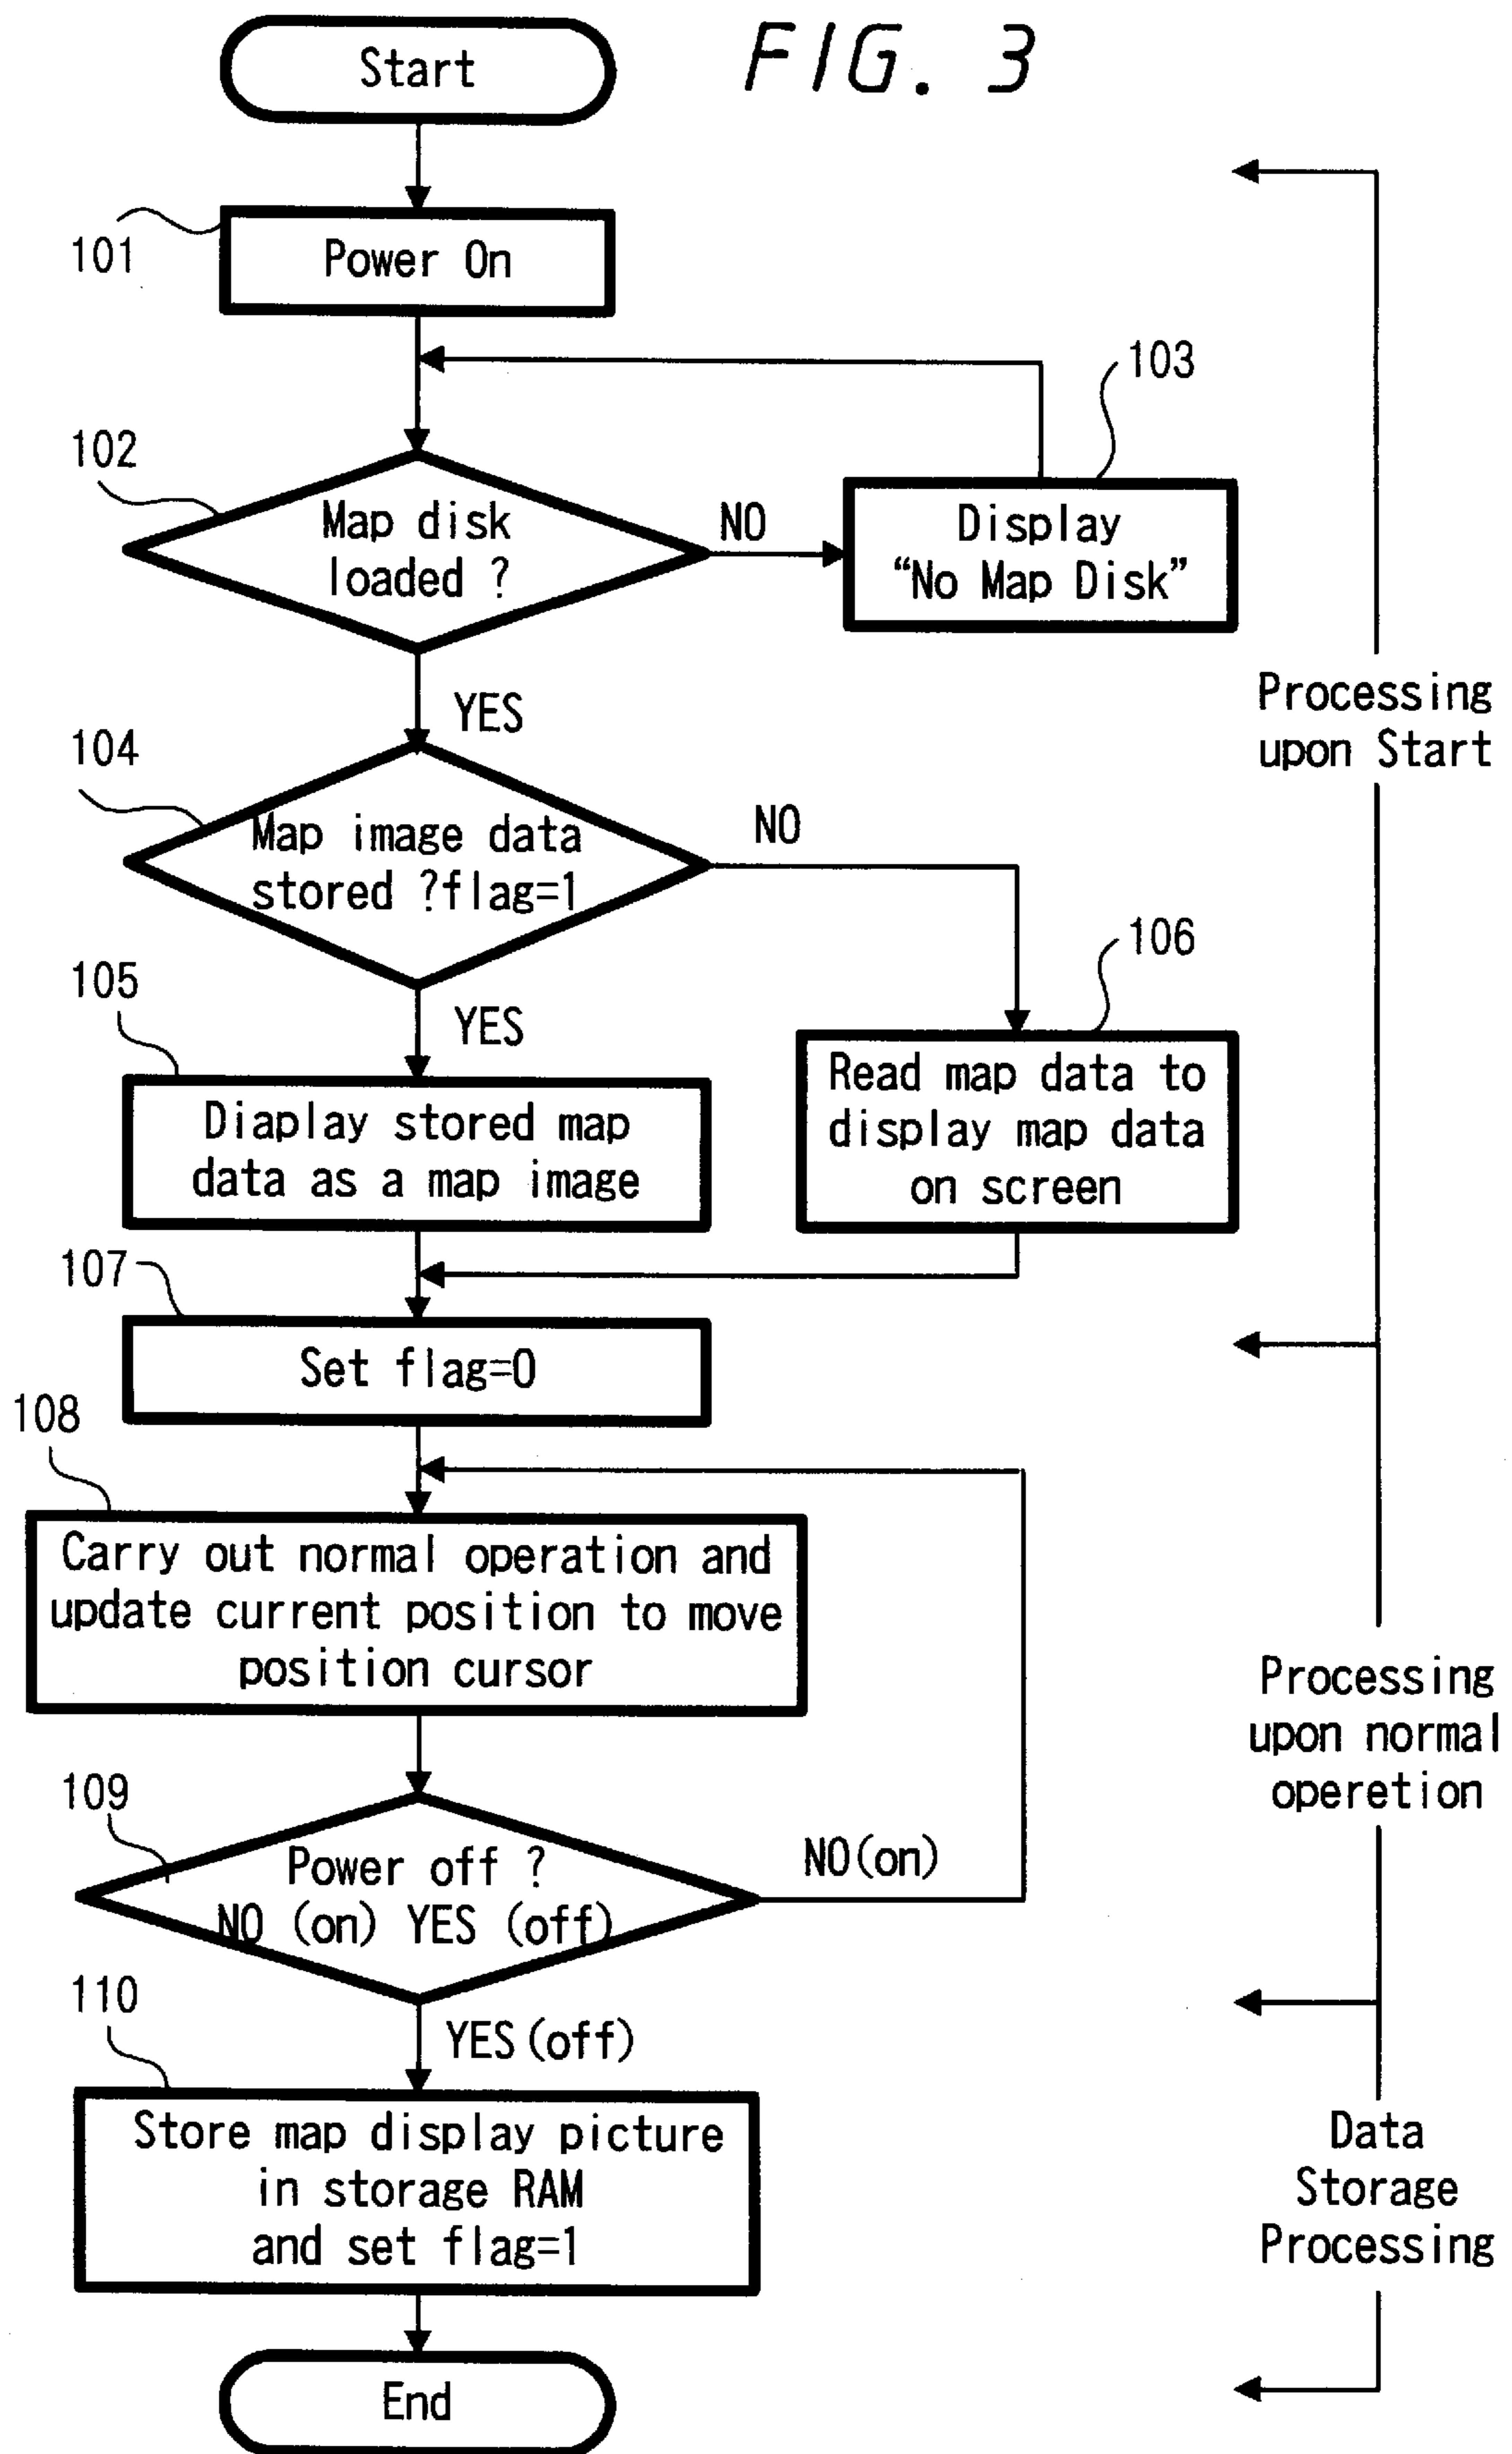 FIG. 3
Start
101
Power On
103
102
Map disk
loaded ?
NO
Display
“No Map Disk”
YES
Processing
upon Start
104
Map image data
stored ?flag=1
NO
106
105
YES
Read map data to
display map data
on screen
Diaplay stored map
data as a map image
107
Set flag=0
108
Carry out normal operation and
update current position to move
position cursor
Processing
upon normal
operetion
109
Power off ?
NO (on) YES (off)
NO(on)
110
YES(off)
Store map display picture
in storage RAM
and set flag=1
Data
Storage
Processing
End